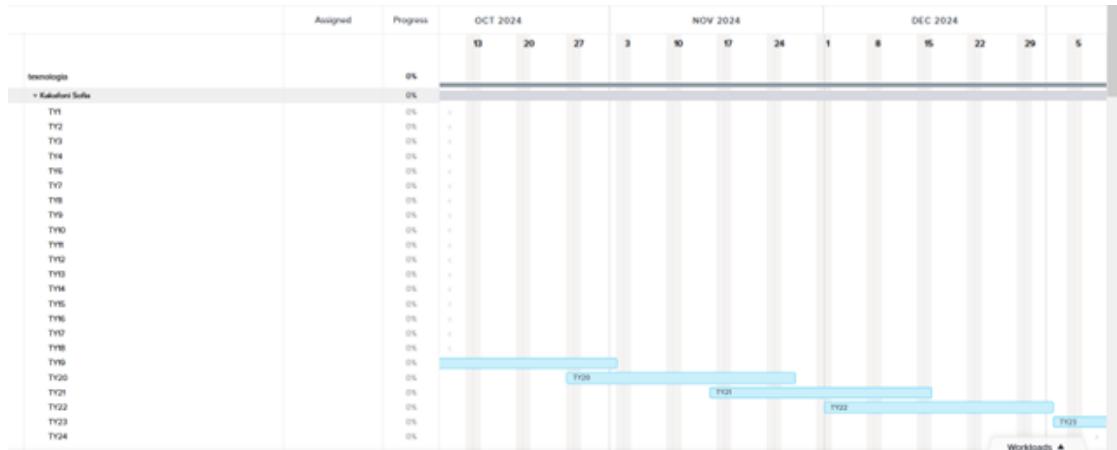 Assigned Progress OCT 2024 NOV 2024 DEC 2024
13 20 27 3 10 17 24 1 8 15 22 29 5
texnologia 0%
Kakafoni Sofia 0%
TY1 0%
TY2 0%
TY3 0%
TY4 0%
TY6 0%
TY7 0%
TY8 0%
TY9 0%
TY10 0%
TY11 0%
TY12 0%
TY13 0%
TY14 0%
TY15 0%
TY16 0%
TY17 0%
TY18 0%
TY19 0%
TY20 0% TY20
TY21 0% TY21
TY22 0% TY22
TY23 0% TY23
TY24 0%
Workloads